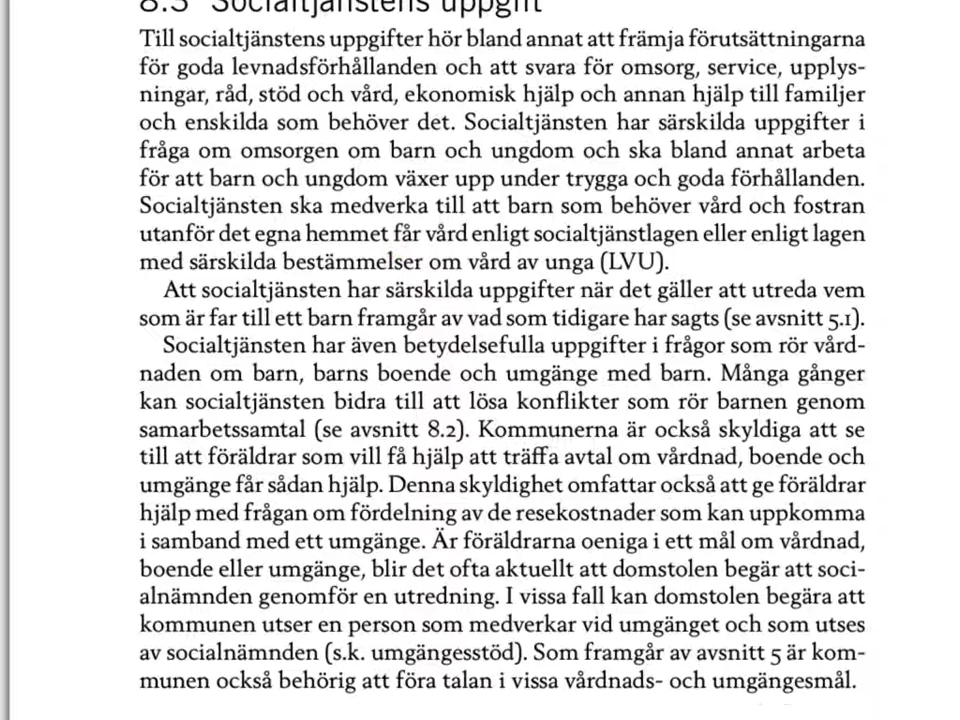 8.3 Socialtjänstens uppgift
Till socialtjänstens uppgifter hör bland annat att främja förutsättningarna
för goda levnadsförhållanden och att svara för omsorg, service, upplys-
ningar, råd, stöd och vård, ekonomisk hjälp och annan hjälp till familjer
och enskilda som behöver det. Socialtjänsten har särskilda uppgifter i
fråga om omsorgen om barn och ungdom och ska bland annat arbeta
för att barn och ungdom växer upp under trygga och goda förhållanden.
Socialtjänsten ska medverka till att barn som behöver vård och fostran
utanför det egna hemmet får vård enligt socialtjänstlagen eller enligt lagen
med särskilda bestämmelser om vård av unga (LVU).
Att socialtjänsten har särskilda uppgifter när det gäller att utreda vem
som är far till ett barn framgår av vad som tidigare har sagts (se avsnitt 5.1).
Socialtjänsten har även betydelsefulla uppgifter i frågor som rör vård-
naden om barn, barns boende och umgänge med barn. Många gånger
kan socialtjänsten bidra till att lösa konflikter som rör barnen genom
samarbetssamtal (se avsnitt 8.2). Kommunerna är också skyldiga att se
till att föräldrar som vill få hjälp att träffa avtal om vårdnad, boende och
umgänge får sådan hjälp. Denna skyldighet omfattar också att ge föräldrar
hjälp med frågan om fördelning av de resekostnader som kan uppkomma
i samband med ett umgänge. Är föräldrarna oeniga i ett mål om vårdnad,
boende eller umgänge, blir det ofta aktuellt att domstolen begär att soci-
alnämnden genomför en utredning. I vissa fall kan domstolen begära att
kommunen utser en person som medverkar vid umgänget och som utses
av socialnämnden (s.k. umgängesstöd). Som framgår av avsnitt 5 är kom-
munen också behörig att föra talan i vissa vårdnads- och umgängesmål.